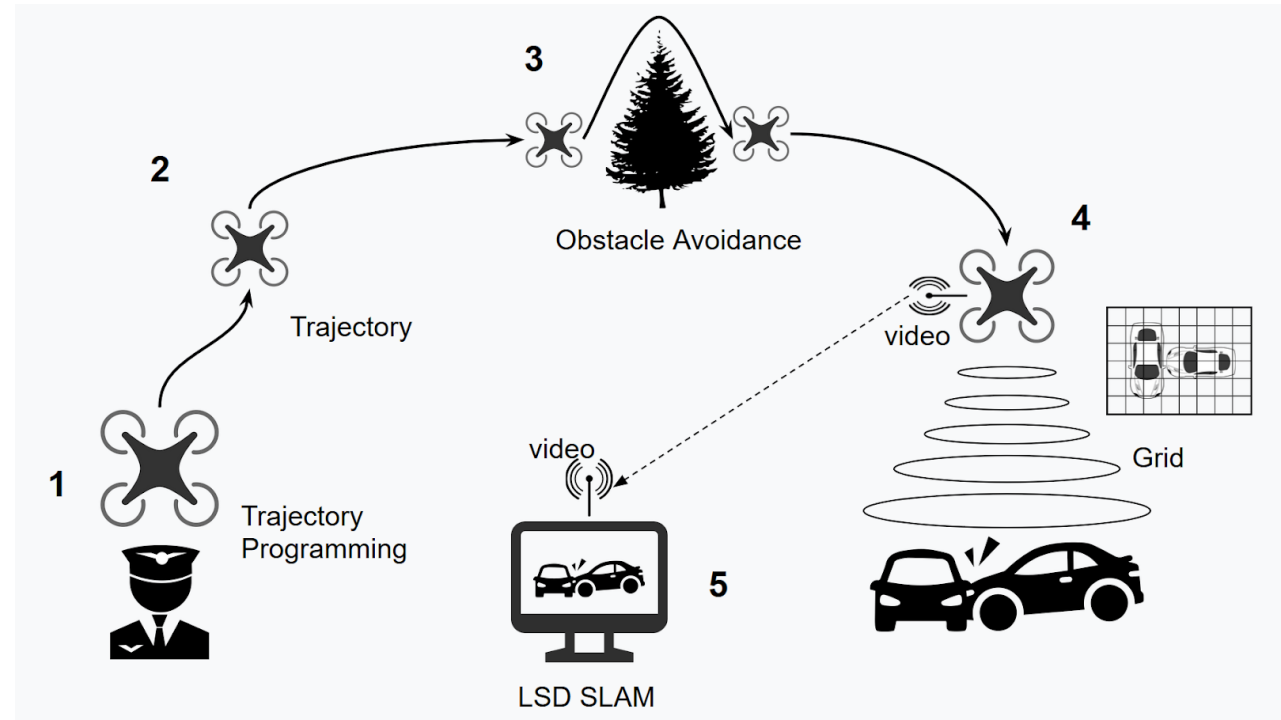 1
Trajectory
Programming
2
Trajectory
3
Obstacle Avoidance
4
video
Grid
video
5
LSD SLAM